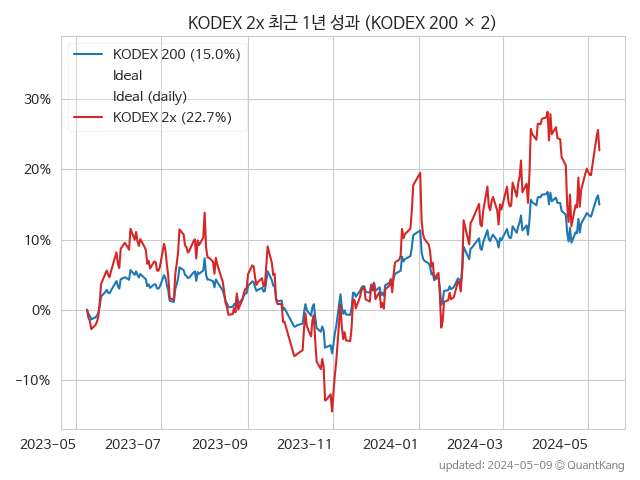 KODEX 2x 최근 1년 성과 (KODEX 200 × 2)
KODEX 200 (15.0%)
Ideal
Ideal (daily)
KODEX 2x (22.7%)
30%
20%
10%
0%
−10%
2023-05 2023-07 2023-09 2023-11 2024-01 2024-03 2024-05
updated: 2024-05-09 © QuantKang